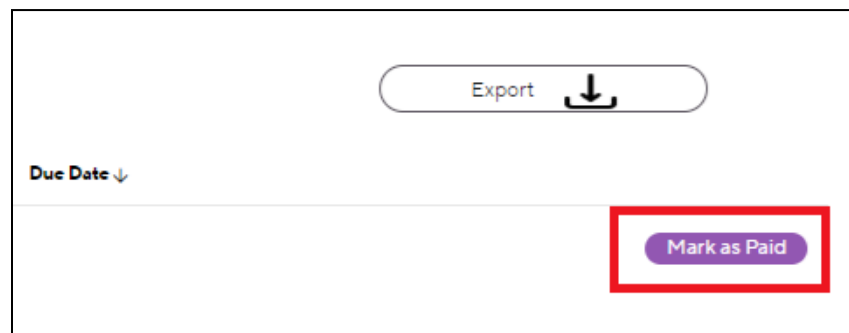 Export
Due Date ↓
Mark as Paid